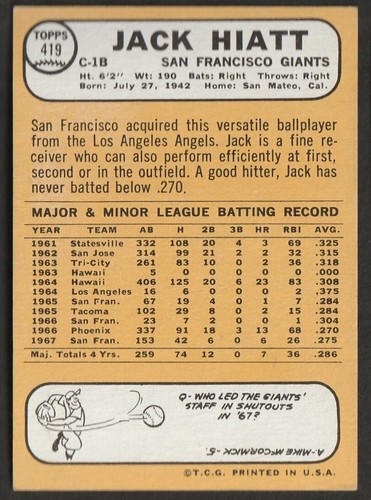 TOPPS
419
JACK HIATT
C-1B SAN FRANCISCO GIANTS
Ht. 6'2" Wt: 190 Bats: Right Throws: Right
Born: July 27, 1942 Home: San Mateo, Cal.
San Francisco acquired this versatile ballplayer
from the Los Angeles Angels. Jack is a fine re-
ceiver who can also perform efficiently at first,
second or in the outfield. A good hitter, Jack has
never batted below .270.
MAJOR & MINOR LEAGUE BATTING RECORD
YEAR TEAM AB H 2B 3B HR RBI AVG.
1961 Statesville 332 108 20 4 3 69 .325
1962 San Jose 314 99 21 2 2 32 .315
1963 Tri-City 261 83 10 0 2 36 .318
1963 Hawaii 5 0 0 0 0 0 .000
1964 Hawaii 406 125 20 6 23 83 .308
1964 Los Angeles 16 6 0 0 0 2 .375
1965 San Fran. 67 19 4 0 1 7 .284
1965 Tacoma 102 29 8 0 2 15 .284
1966 San Fran. 23 7 2 0 0 1 .304
1966 Phoenix 337 91 18 3 13 68 .270
1967 San Fran. 153 42 6 0 6 26 .275
Maj. Totals 4 Yrs. 259 74 12 0 7 36 .286
Q- WHO LED THE GIANTS'
STAFF IN SHUTOUTS
IN '67?
A-MIKE McCORMICK-5.
©T.C.G. PRINTED IN U.S.A.